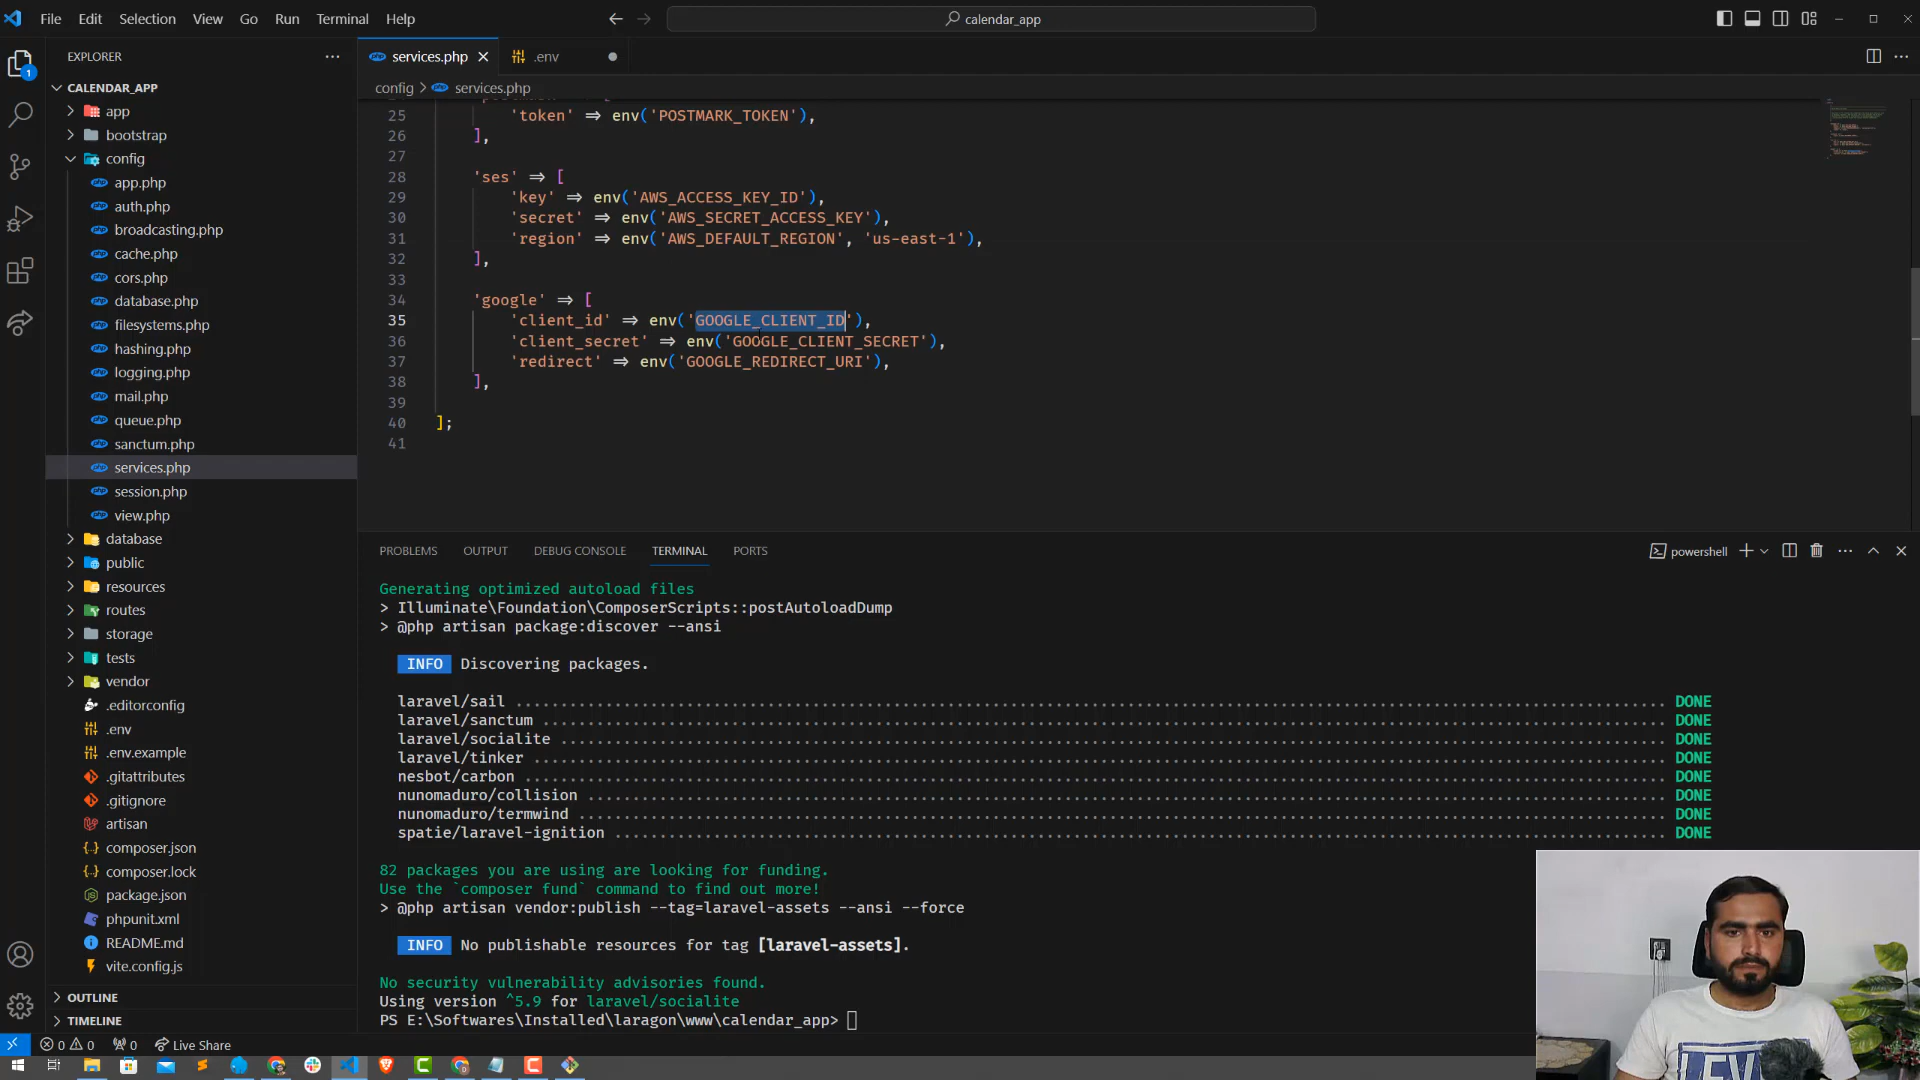 File Edit Selection View Go Run Terminal Help
calendar_app
EXPLORER
services.php
.env
CALENDAR_APP
config > services.php
app
bootstrap
config
app.php
auth.php
broadcasting.php
cache.php
cors.php
database.php
filesystems.php
hashing.php
logging.php
mail.php
queue.php
sanctum.php
services.php
session.php
view.php
database
public
resources
routes
storage
tests
vendor
.editorconfig
.env
.env.example
.gitattributes
.gitignore
artisan
composer.json
composer.lock
package.json
phpunit.xml
README.md
vite.config.js
OUTLINE
TIMELINE
25 'token' => env('POSTMARK_TOKEN'),
26 ],
27
28 'ses' => [
29 'key' => env('AWS_ACCESS_KEY_ID'),
30 'secret' => env('AWS_SECRET_ACCESS_KEY'),
31 'region' => env('AWS_DEFAULT_REGION', 'us-east-1'),
32 ],
33
34 'google' => [
35 'client_id' => env('GOOGLE_CLIENT_ID'),
36 'client_secret' => env('GOOGLE_CLIENT_SECRET'),
37 'redirect' => env('GOOGLE_REDIRECT_URI'),
38 ],
39
40 ];
41
PROBLEMS OUTPUT DEBUG CONSOLE TERMINAL PORTS
powershell
Generating optimized autoload files
> Illuminate\Foundation\ComposerScripts::postAutoloadDump
> @php artisan package:discover --ansi
INFO Discovering packages.
laravel/sail ........ DONE
laravel/sanctum ........ DONE
laravel/socialite ........ DONE
laravel/tinker ........ DONE
nesbot/carbon ........ DONE
nunomaduro/collision ........ DONE
nunomaduro/termwind ........ DONE
spatie/laravel-ignition ........ DONE
82 packages you are using are looking for funding.
Use the `composer fund` command to find out more!
> @php artisan vendor:publish --tag=laravel-assets --ansi --force
INFO No publishable resources for tag [laravel-assets].
No security vulnerability advisories found.
Using version ^5.9 for laravel/socialite
PS E:\Softwares\Installed\laragon\www\calendar_app>
0 0 0 Live Share